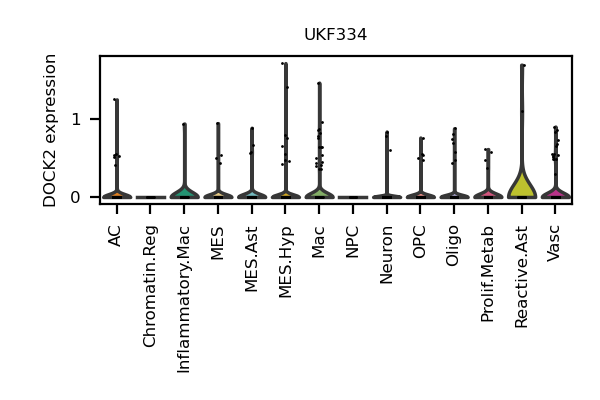 UKF334
DOCK2 expression
1
0
AC
Chromatin.Reg
Inflammatory.Mac
MES
MES.Ast
MES.Hyp
Mac
NPC
Neuron
OPC
Oligo
Prolif.Metab
Reactive.Ast
Vasc